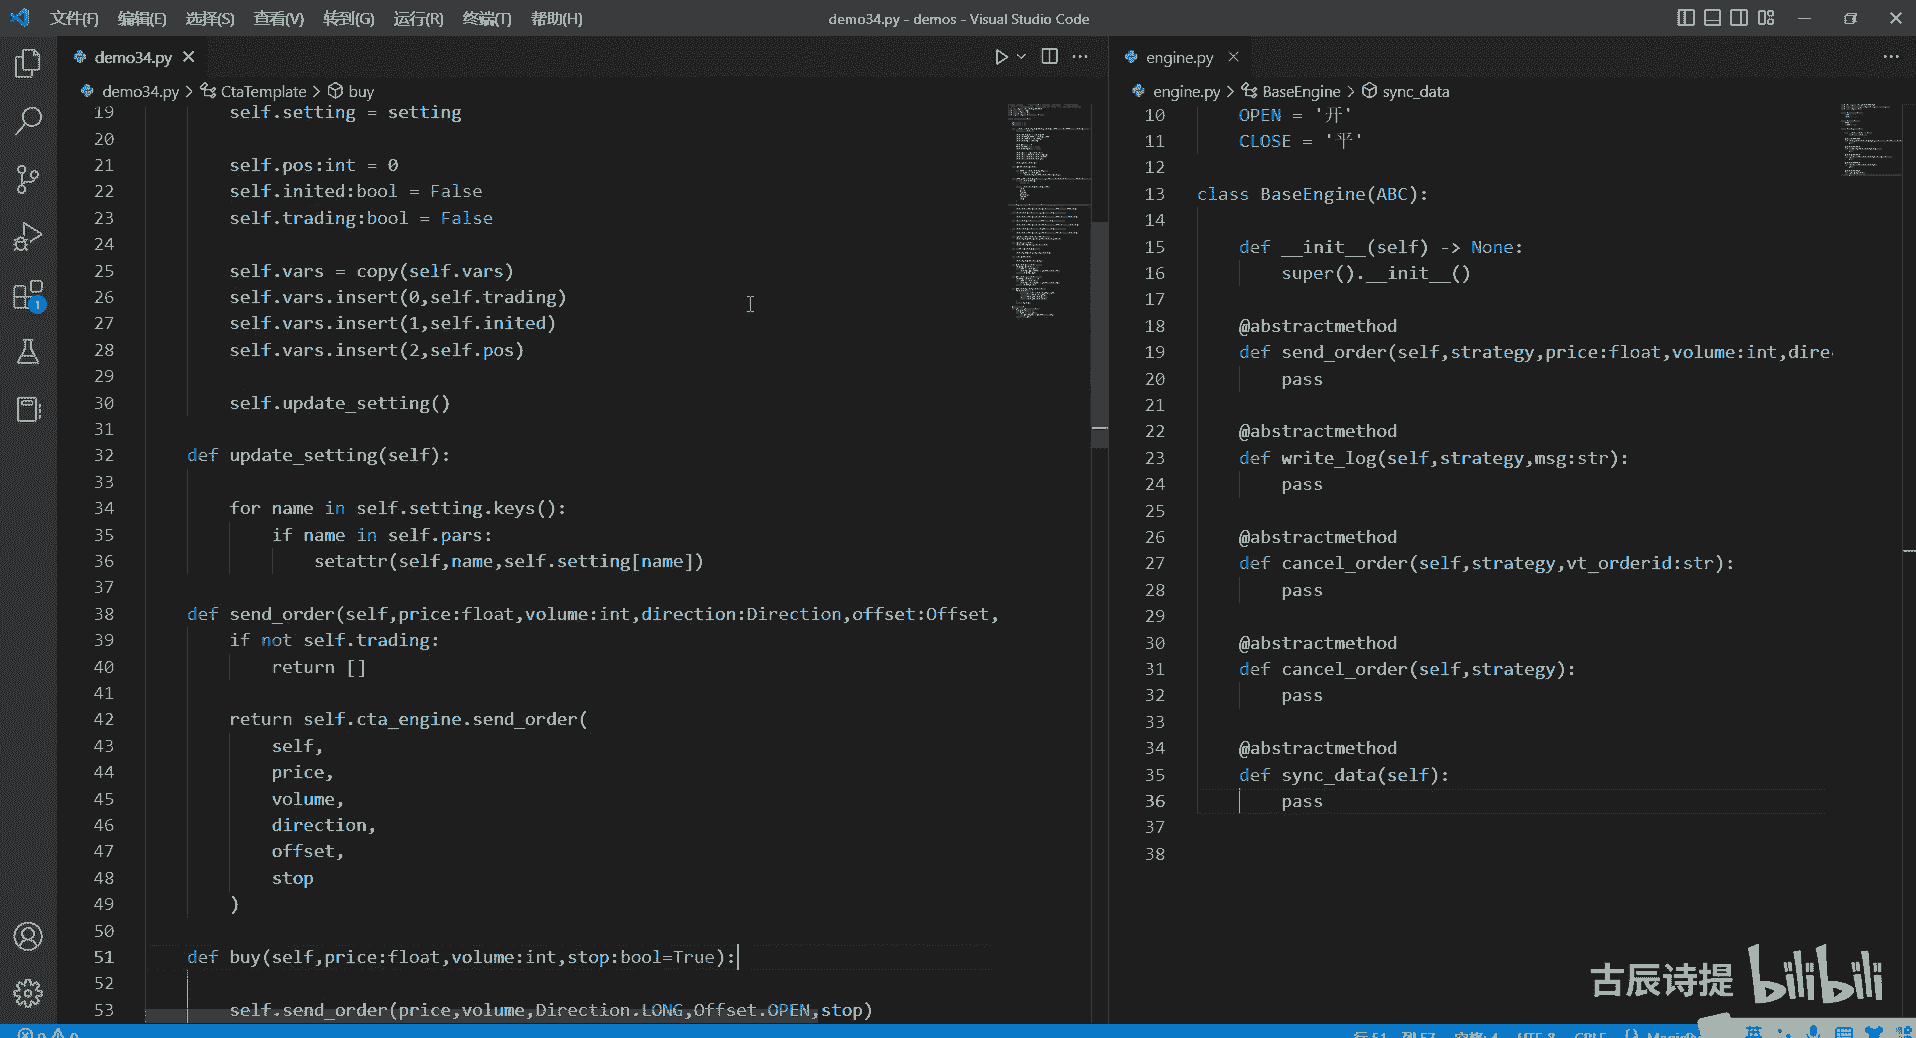 文件(F) 编辑(E) 选择(S) 查看(V) 转到(G) 运行(R) 终端(T) 帮助(H) demo34.py - demos - Visual Studio Code
demo34.py
demo34.py > CtaTemplate > buy
19 self.setting = setting
20
21 self.pos:int = 0
22 self.inited:bool = False
23 self.trading:bool = False
24
25 self.vars = copy(self.vars)
26 self.vars.insert(0,self.trading)
27 self.vars.insert(1,self.inited)
28 self.vars.insert(2,self.pos)
29
30 self.update_setting()
31
32 def update_setting(self):
33
34 for name in self.setting.keys():
35 if name in self.pars:
36 setattr(self,name,self.setting[name])
37
38 def send_order(self,price:float,volume:int,direction:Direction,offset:Offset,
39 if not self.trading:
40 return []
41
42 return self.cta_engine.send_order(
43 self,
44 price,
45 volume,
46 direction,
47 offset,
48 stop
49 )
50
51 def buy(self,price:float,volume:int,stop:bool=True):
52
53 self.send_order(price,volume,Direction.LONG,Offset.OPEN,stop)
engine.py
engine.py > BaseEngine > sync_data
10 OPEN = '开'
11 CLOSE = '平'
12
13 class BaseEngine(ABC):
14
15 def __init__(self) -> None:
16 super().__init__()
17
18 @abstractmethod
19 def send_order(self,strategy,price:float,volume:int,dire
20 pass
21
22 @abstractmethod
23 def write_log(self,strategy,msg:str):
24 pass
25
26 @abstractmethod
27 def cancel_order(self,strategy,vt_orderid:str):
28 pass
29
30 @abstractmethod
31 def cancel_order(self,strategy):
32 pass
33
34 @abstractmethod
35 def sync_data(self):
36 pass
37
38
1
古辰诗提 bilibili
英